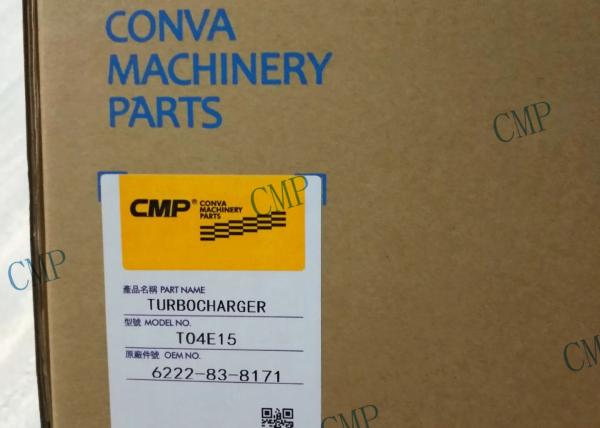 CONVA
MACHINERY
PARTS
CMP
CMP® CONVA
MACHINERY
PARTS
CMP
CMP
產品名稱 PART NAME
TURBOCHARGER
型號 MODEL NO.
T04E15
原廠件號 OEM NO.
6222-83-8171
CM
CMP